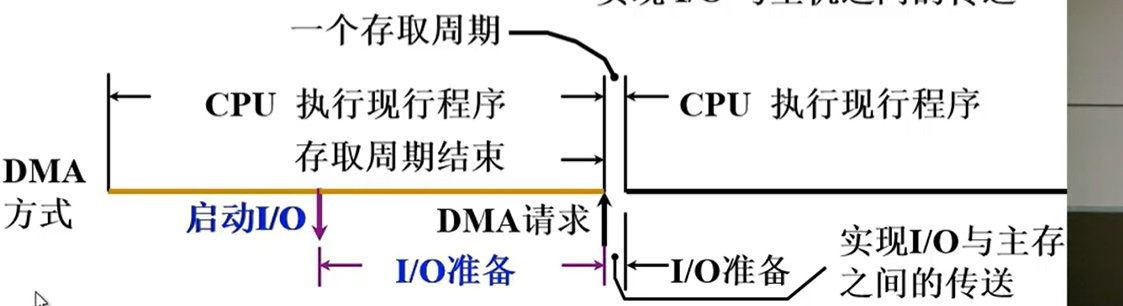 一个存取周期
CPU 执行现行程序
CPU 执行现行程序
存取周期结束
DMA
方式
启动I/O
DMA请求
I/O准备
I/O准备
实现I/O与主存
之间的传送